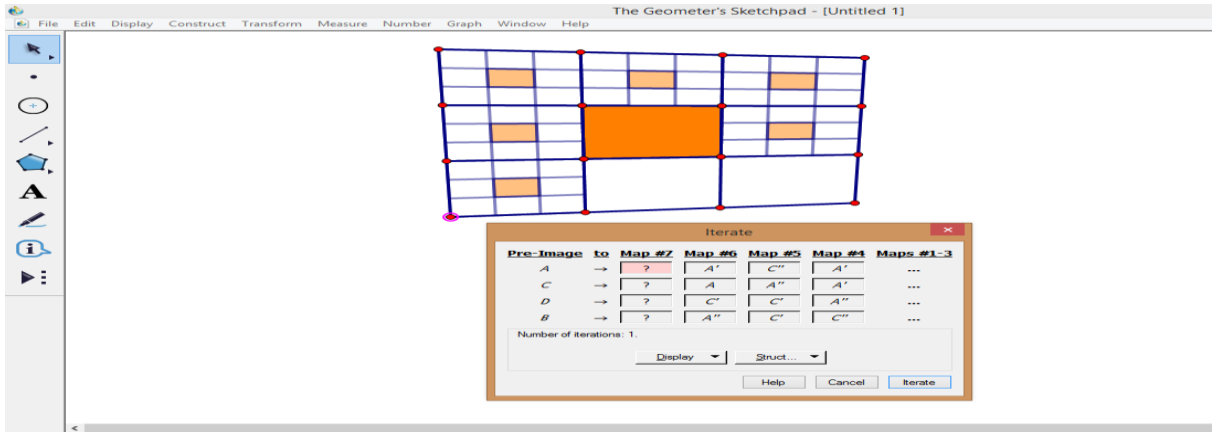 The Geometer's Sketchpad - [Untitled 1]
File Edit Display Construct Transform Measure Number Graph Window Help
A
i
Iterate
Pre-Image to Map #7 Map #6 Map #5 Map #4 Maps #1-3
A → ? A' C'' A' ...
C → ? A A'' A' ...
D → ? C' C' A'' ...
B → ? A'' C' C'' ...
Number of iterations: 1.
Display Struct...
Help Cancel Iterate